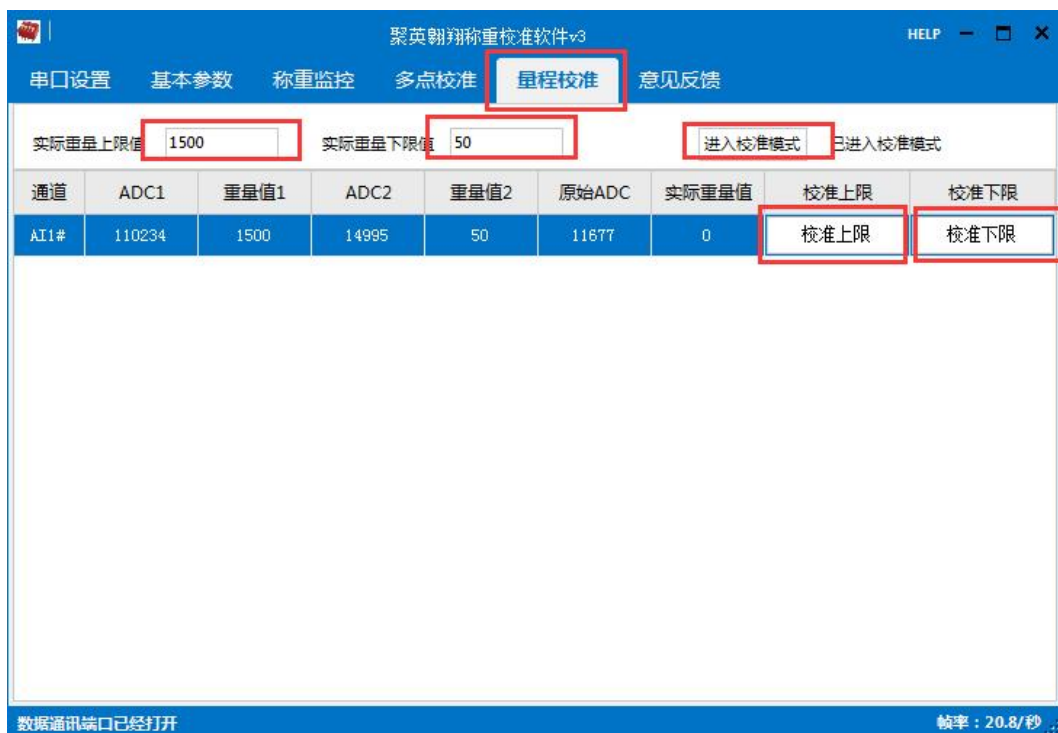 聚英翱翔称重校准软件v3 HELP
串口设置 基本参数 称重监控 多点校准 量程校准 意见反馈
实际重量上限值 1500 实际重量下限值 50 进入校准模式 已进入校准模式
通道 ADC1 重量值1 ADC2 重量值2 原始ADC 实际重量值 校准上限 校准下限
AI1# 110234 1500 14995 50 11677 0 校准上限 校准下限
数据通讯端口已经打开 帧率：20.8/秒